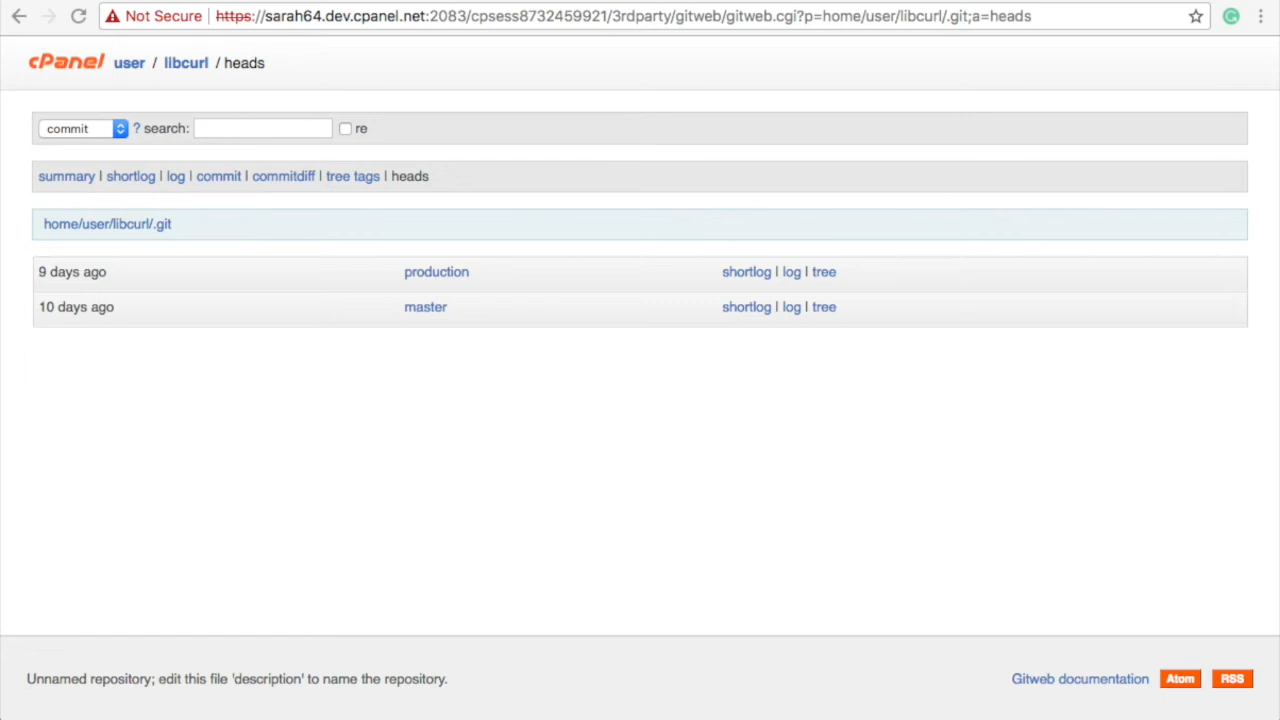 Not Secure https://sarah64.dev.cpanel.net:2083/cpsess8732459921/3rdparty/gitweb/gitweb.cgi?p=home/user/libcurl/.git;a=heads
cPanel user / libcurl / heads
commit ? search: re
summary | shortlog | log | commit | commitdiff | tree tags | heads
home/user/libcurl/.git
9 days ago production shortlog | log | tree
10 days ago master shortlog | log | tree
Unnamed repository; edit this file 'description' to name the repository. Gitweb documentation Atom RSS